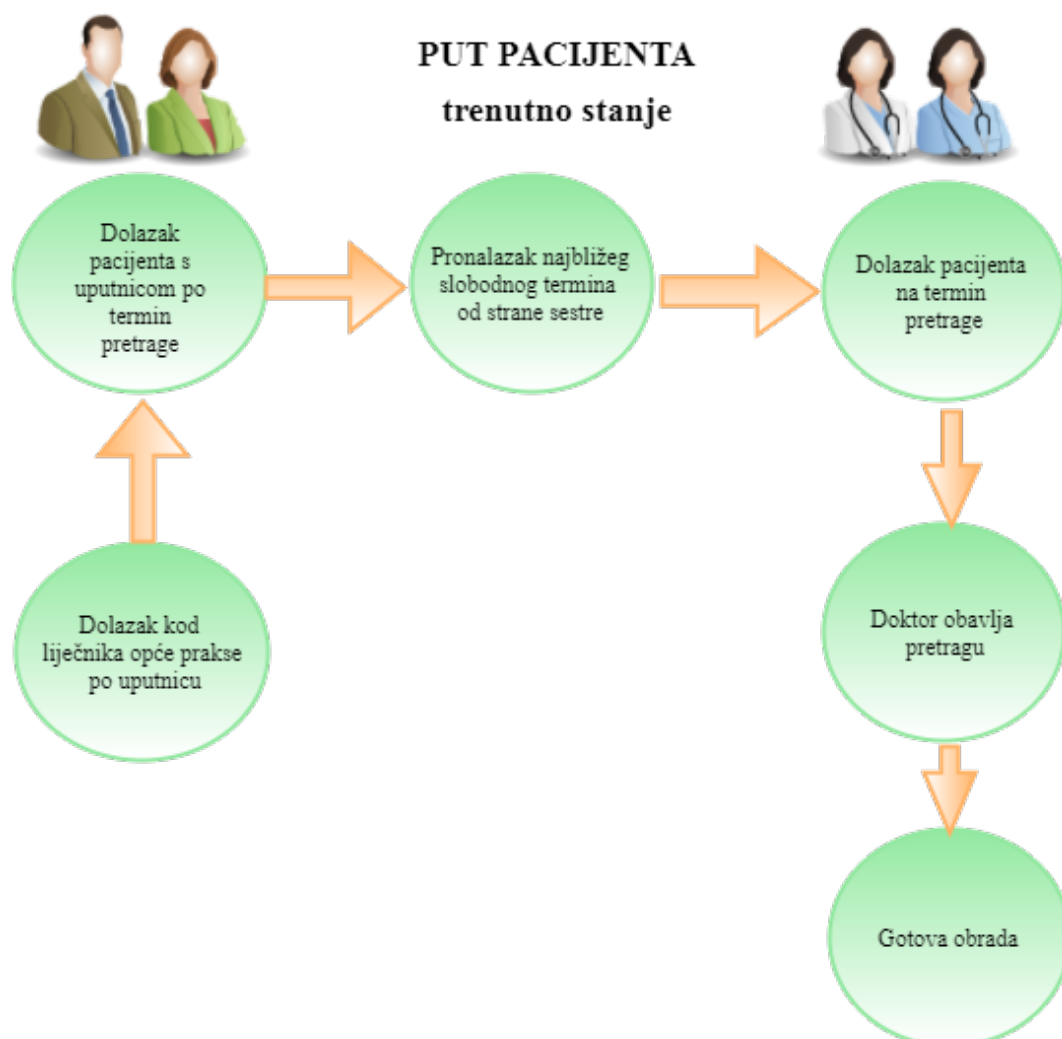 PUT PACIJENTA
trenutno stanje
Dolazak
pacijenta s
uputnicom po
termin
pretrage
Pronalazak najbližeg
slobodnog termina
od strane sestre
Dolazak pacijenta
na termin
pretrage
Dolazak kod
liječnika opće prakse
po uputnicu
Doktor obavlja
pretragu
Gotova obrada